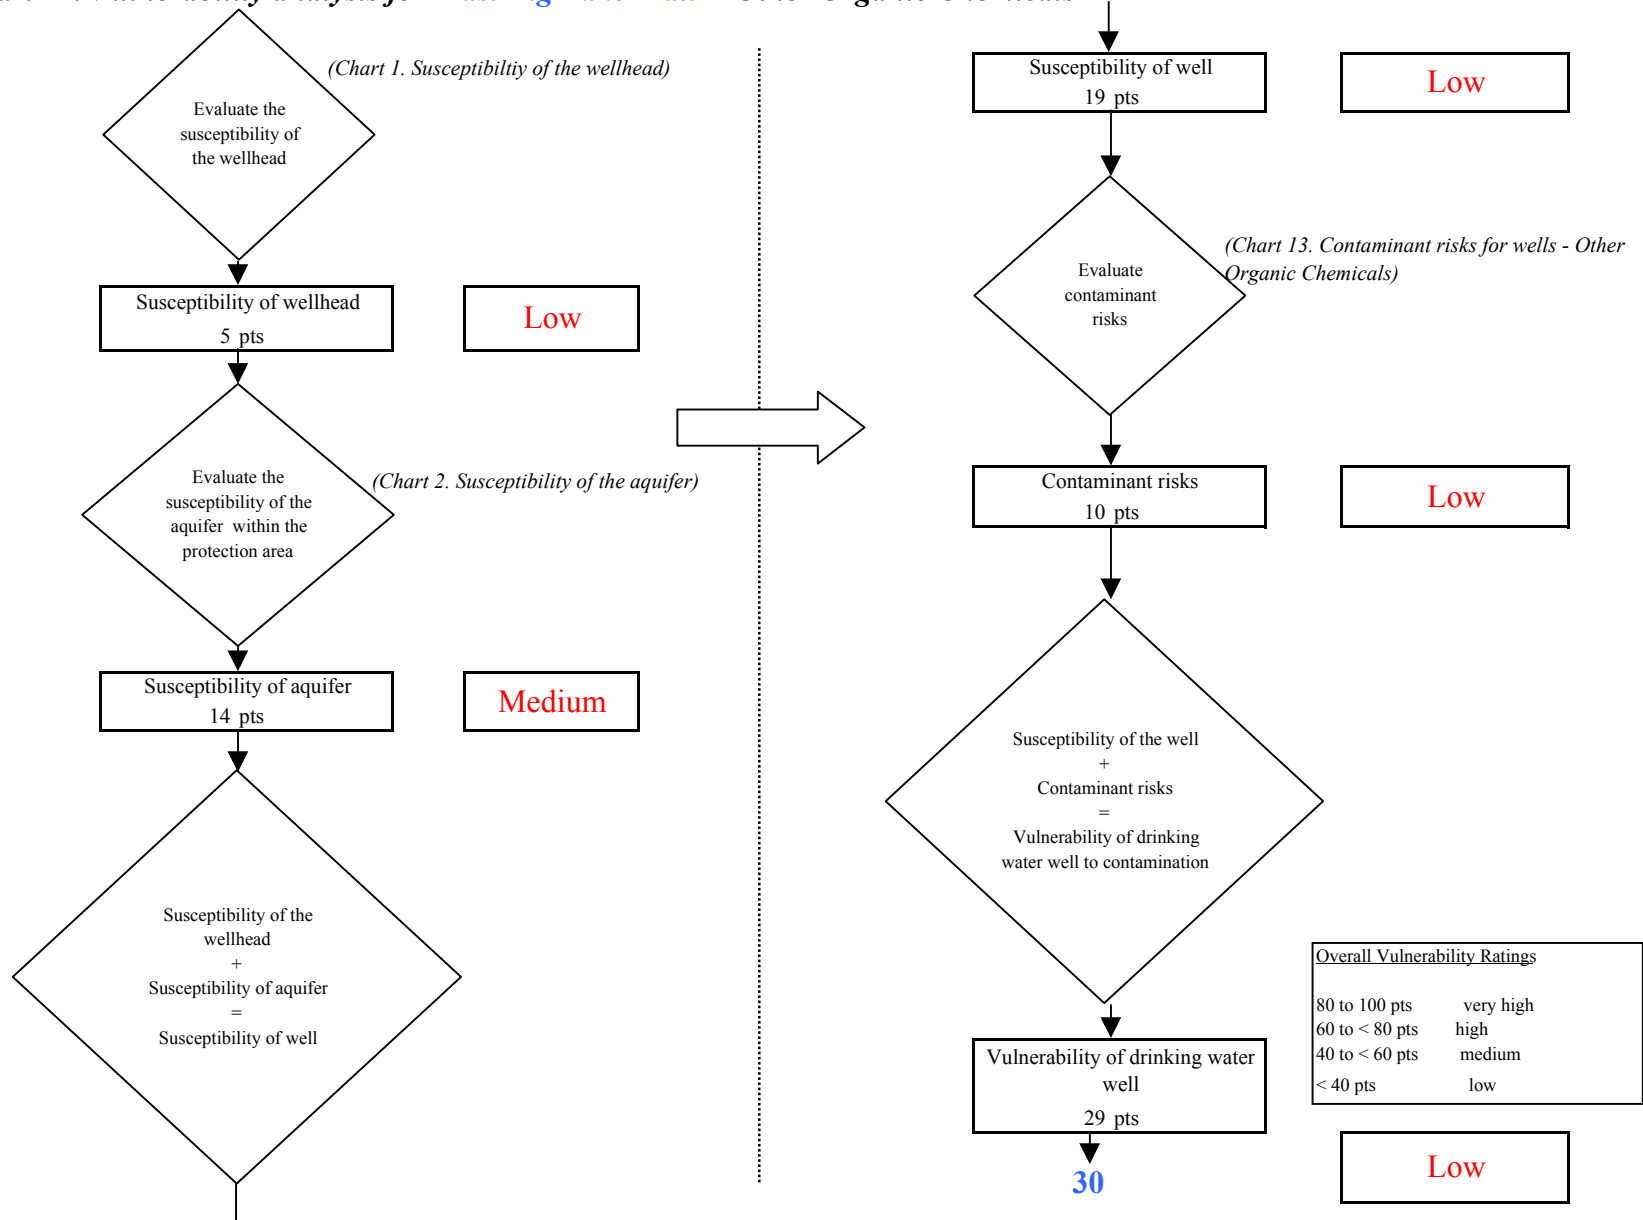 (Chart 1. Susceptibiltiy of the wellhead)
Evaluate the
susceptibility of
the wellhead
Susceptibility of wellhead
5 pts
Low
Evaluate the
susceptibility of the
aquifer within the
protection area
(Chart 2. Susceptibility of the aquifer)
Susceptibility of aquifer
14 pts
Medium
Susceptibility of the
wellhead
+
Susceptibility of aquifer
=
Susceptibility of well
Susceptibility of well
19 pts
Low
Evaluate
contaminant
risks
(Chart 13. Contaminant risks for wells - Other
Organic Chemicals)
Contaminant risks
10 pts
Low
Susceptibility of the well
+
Contaminant risks
=
Vulnerability of drinking
water well to contamination
Overall Vulnerability Ratings
80 to 100 pts very high
60 to < 80 pts high
40 to < 60 pts medium
< 40 pts low
Vulnerability of drinking water
well
29 pts
30
Low